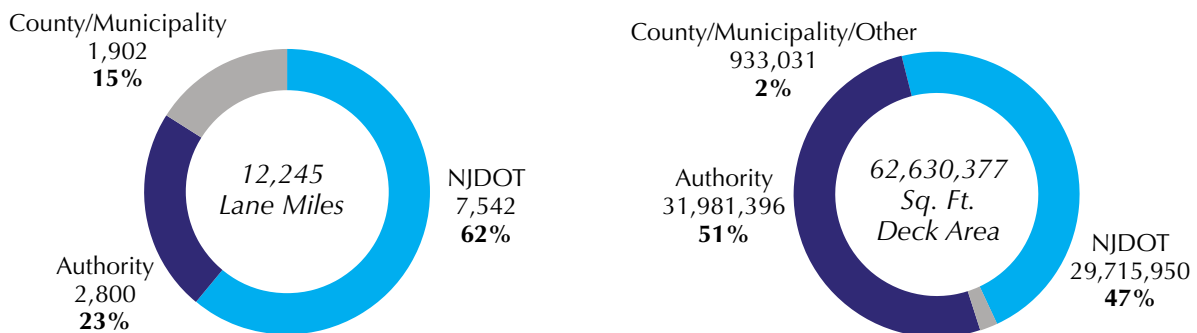 County/Municipality
1,902
15%
12,245
Lane Miles
NJDOT
7,542
62%
Authority
2,800
23%
County/Municipality/Other
933,031
2%
Authority
31,981,396
51%
62,630,377
Sq. Ft.
Deck Area
NJDOT
29,715,950
47%